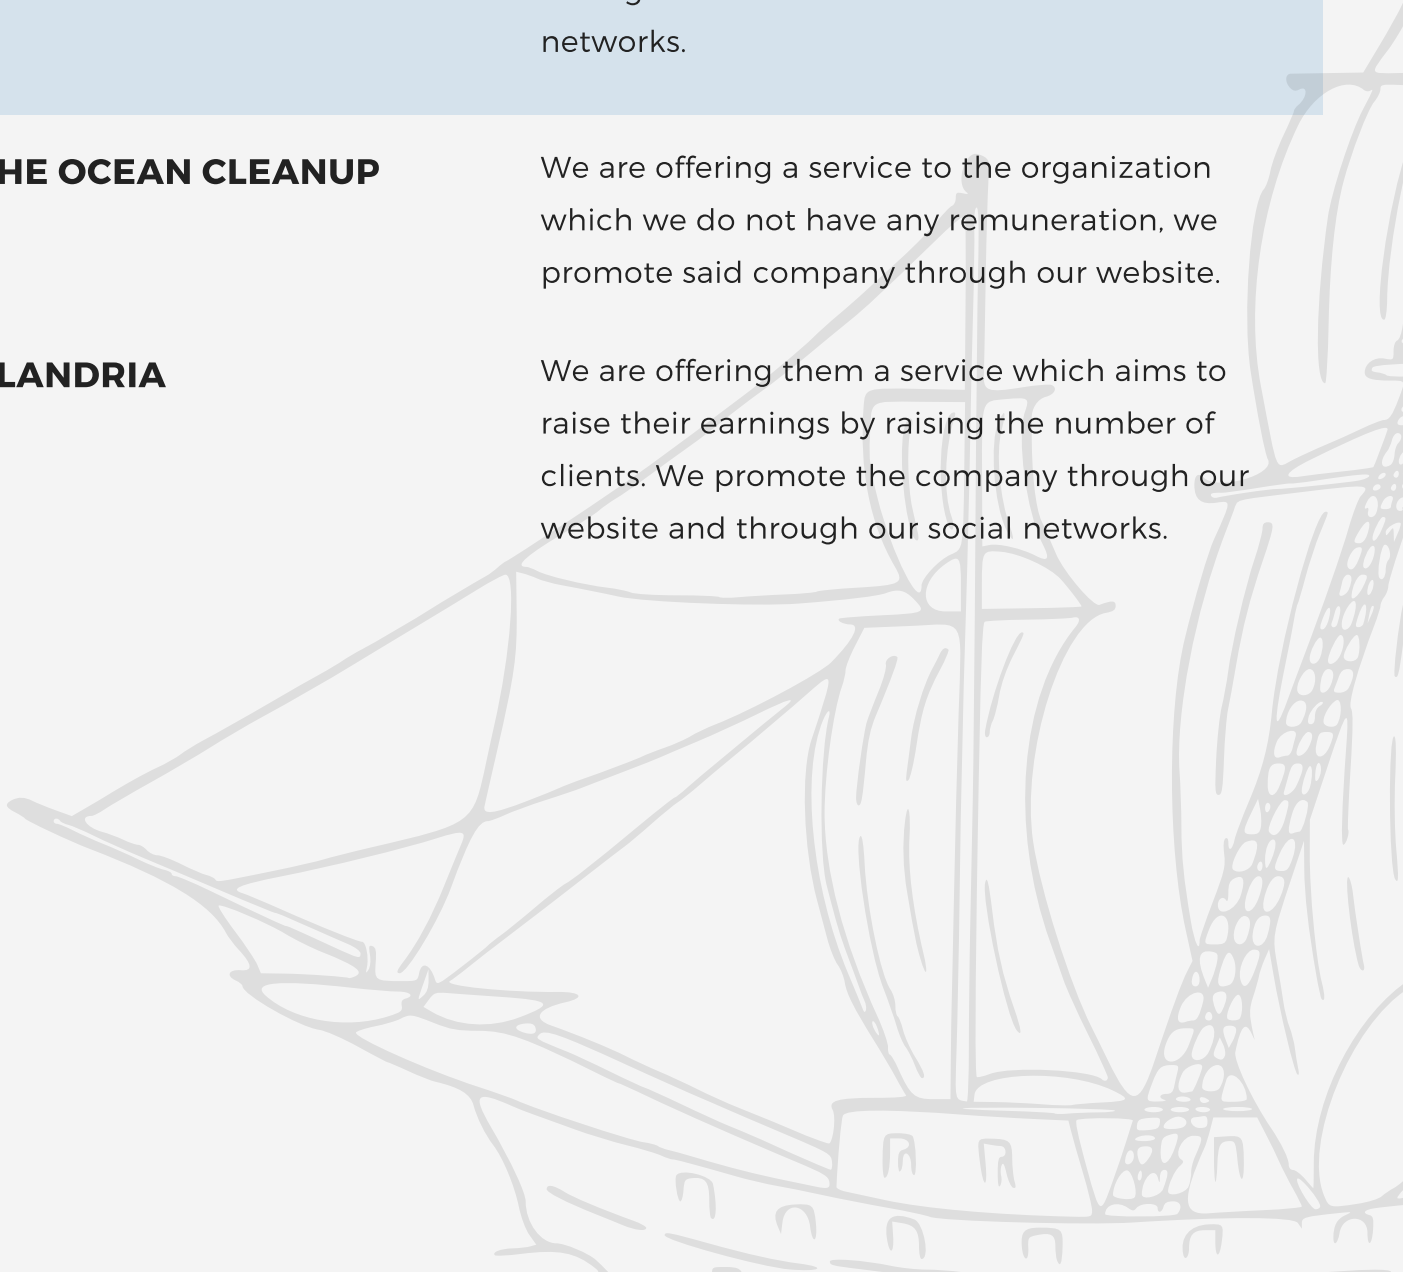 networks.
HE OCEAN CLEANUP
We are offering a service to the organization
which we do not have any remuneration, we
promote said company through our website.
LANDRIA
We are offering them a service which aims to
raise their earnings by raising the number of
clients. We promote the company through our
website and through our social networks.